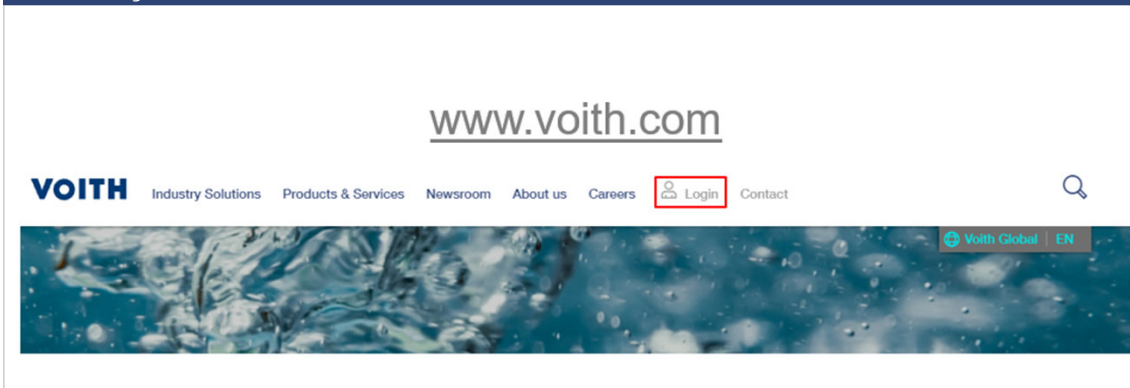 www.voith.com
VOITH Industry Solutions Products & Services Newsroom About us Careers Login Contact
Voith Global | EN